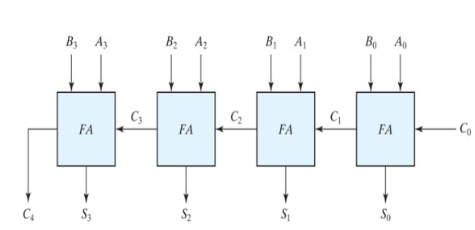 B₃ A₃ B₂ A₂ B₁ A₁ B₀ A₀
FA C₃ FA C₂ FA C₁ FA C₀
C₄ S₃ S₂ S₁ S₀